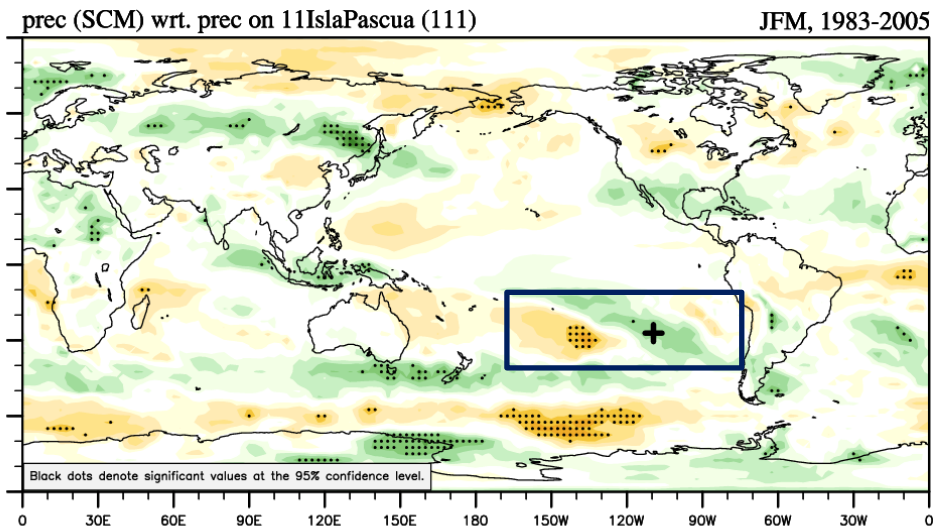 prec (SCM) wrt. prec on 11IslaPascua (111)
JFM, 1983-2005
Black dots denote significant values at the 95% confidence level.
0 30E 60E 90E 120E 150E 180 150W 120W 90W 60W 30W 0